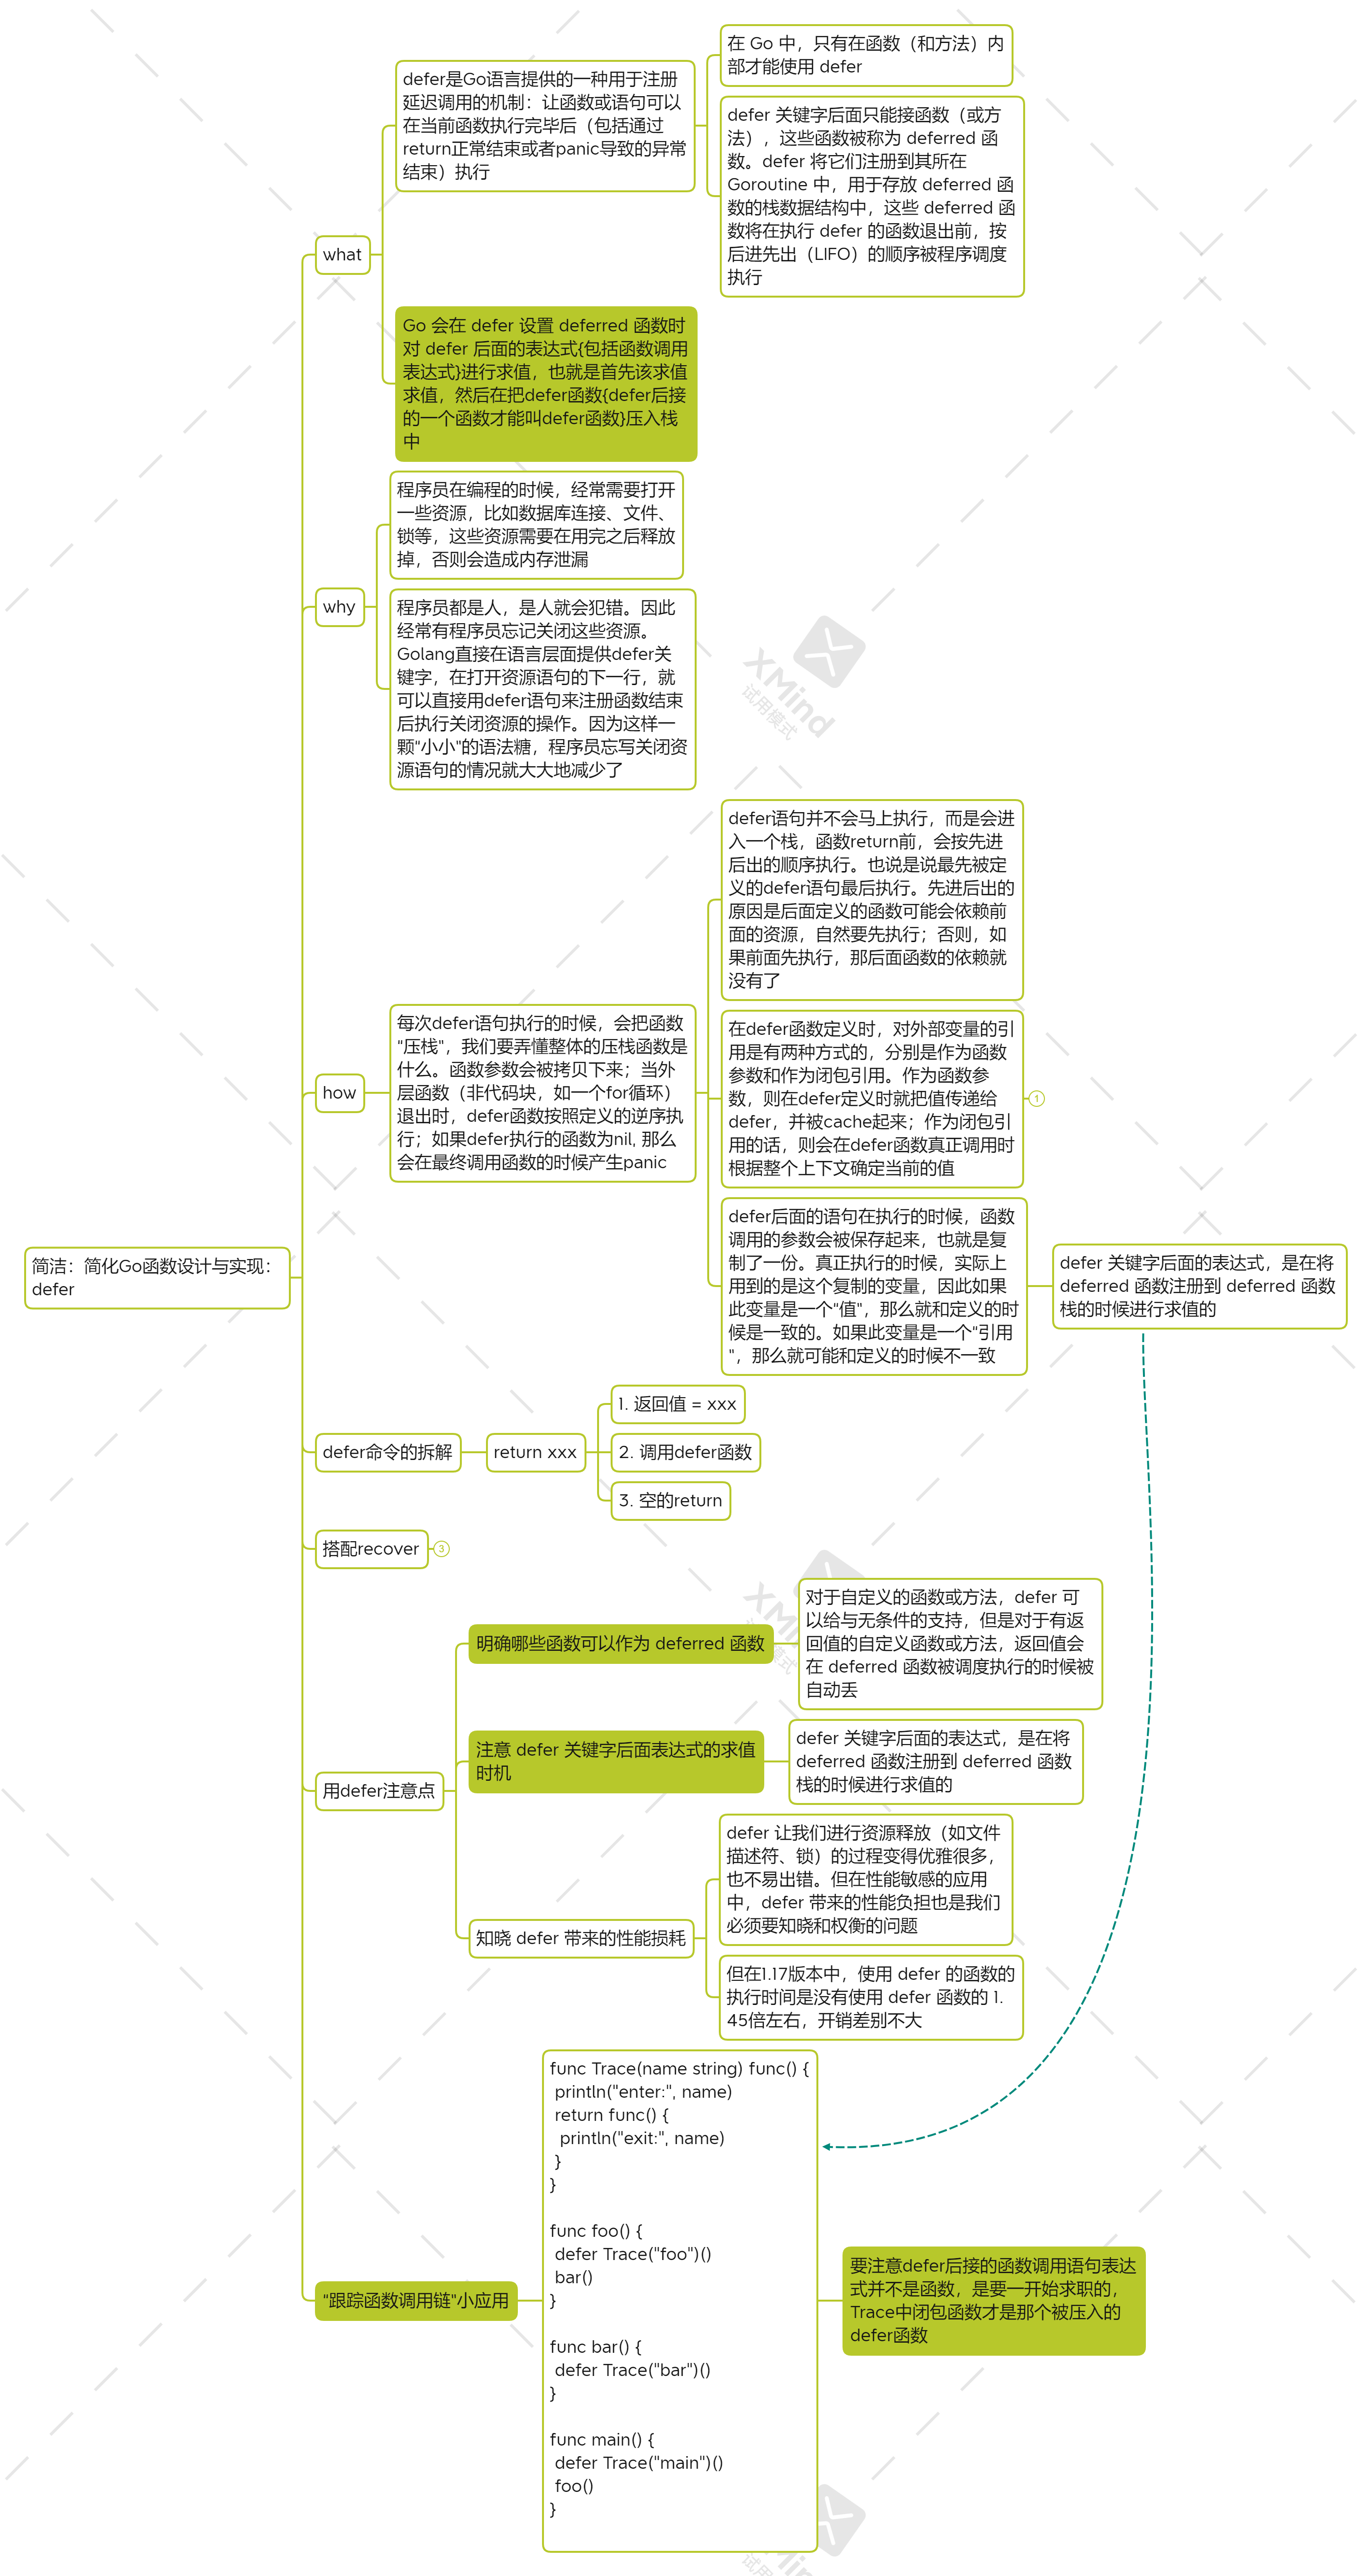 简洁：简化Go函数设计与实现：
defer
what
defer是Go语言提供的一种用于注册
延迟调用的机制：让函数或语句可以
在当前函数执行完毕后（包括通过
return正常结束或者panic导致的异常
结束）执行
在 Go 中，只有在函数（和方法）内
部才能使用 defer
defer 关键字后面只能接函数（或方
法），这些函数被称为 deferred 函
数。defer 将它们注册到其所在
Goroutine 中，用于存放 deferred 函
数的栈数据结构中，这些 deferred 函
数将在执行 defer 的函数退出前，按
后进先出（LIFO）的顺序被程序调度
执行
Go 会在 defer 设置 deferred 函数时
对 defer 后面的表达式{包括函数调用
表达式}进行求值，也就是首先该求值
求值，然后在把defer函数{defer后接
的一个函数才能叫defer函数}压入栈
中
why
程序员在编程的时候，经常需要打开
一些资源，比如数据库连接、文件、
锁等，这些资源需要在用完之后释放
掉，否则会造成内存泄漏
程序员都是人，是人就会犯错。因此
经常有程序员忘记关闭这些资源。
Golang直接在语言层面提供defer关
键字，在打开资源语句的下一行，就
可以直接用defer语句来注册函数结束
后执行关闭资源的操作。因为这样一
颗"小小"的语法糖，程序员忘写关闭资
源语句的情况就大大地减少了
how
每次defer语句执行的时候，会把函数
“压栈”，我们要弄懂整体的压栈函数是
什么。函数参数会被拷贝下来；当外
层函数（非代码块，如一个for循环）
退出时，defer函数按照定义的逆序执
行；如果defer执行的函数为nil, 那么
会在最终调用函数的时候产生panic
defer语句并不会马上执行，而是会进
入一个栈，函数return前，会按先进
后出的顺序执行。也说是说最先被定
义的defer语句最后执行。先进后出的
原因是后面定义的函数可能会依赖前
面的资源，自然要先执行；否则，如
果前面先执行，那后面函数的依赖就
没有了
在defer函数定义时，对外部变量的引
用是有两种方式的，分别是作为函数
参数和作为闭包引用。作为函数参
数，则在defer定义时就把值传递给
defer，并被cache起来；作为闭包引
用的话，则会在defer函数真正调用时
根据整个上下文确定当前的值
1
defer后面的语句在执行的时候，函数
调用的参数会被保存起来，也就是复
制了一份。真正执行的时候，实际上
用到的是这个复制的变量，因此如果
此变量是一个"值"，那么就和定义的时
候是一致的。如果此变量是一个"引用
"，那么就可能和定义的时候不一致
defer 关键字后面的表达式，是在将
deferred 函数注册到 deferred 函数
栈的时候进行求值的
defer命令的拆解
return xxx
1. 返回值 = xxx
2. 调用defer函数
3. 空的return
搭配recover
3
用defer注意点
明确哪些函数可以作为 deferred 函数
对于自定义的函数或方法，defer 可
以给与无条件的支持，但是对于有返
回值的自定义函数或方法，返回值会
在 deferred 函数被调度执行的时候被
自动丢
注意 defer 关键字后面表达式的求值
时机
defer 关键字后面的表达式，是在将
deferred 函数注册到 deferred 函数
栈的时候进行求值的
知晓 defer 带来的性能损耗
defer 让我们进行资源释放（如文件
描述符、锁）的过程变得优雅很多，
也不易出错。但在性能敏感的应用
中，defer 带来的性能负担也是我们
必须要知晓和权衡的问题
但在1.17版本中，使用 defer 的函数的
执行时间是没有使用 defer 函数的 1.
45倍左右，开销差别不大
“跟踪函数调用链”小应用
func Trace(name string) func() {
println("enter:", name)
return func() {
println("exit:", name)
}
}
func foo() {
defer Trace("foo")()
bar()
}
func bar() {
defer Trace("bar")()
}
func main() {
defer Trace("main")()
foo()
}
要注意defer后接的函数调用语句表达
式并不是函数，是要一开始求职的，
Trace中闭包函数才是那个被压入的
defer函数
XMind
试用模式